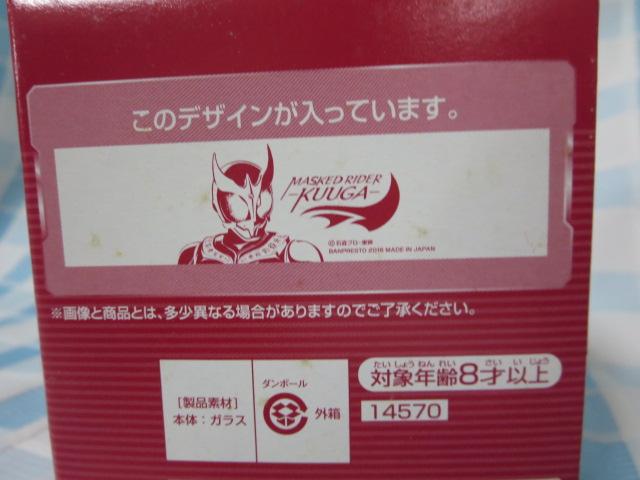 このデザインが入っています。
MASKED RIDER
-KUUGA-
©石森プロ・東映
BANPRESTO 2016 MADE IN JAPAN
※画像と商品とは、多少異なる場合がありますのでご了承ください。
[製品素材]
本体：ガラス
ダンボール
外箱
たいしょうねんれい さいいじょう
対象年齢8才以上
14570